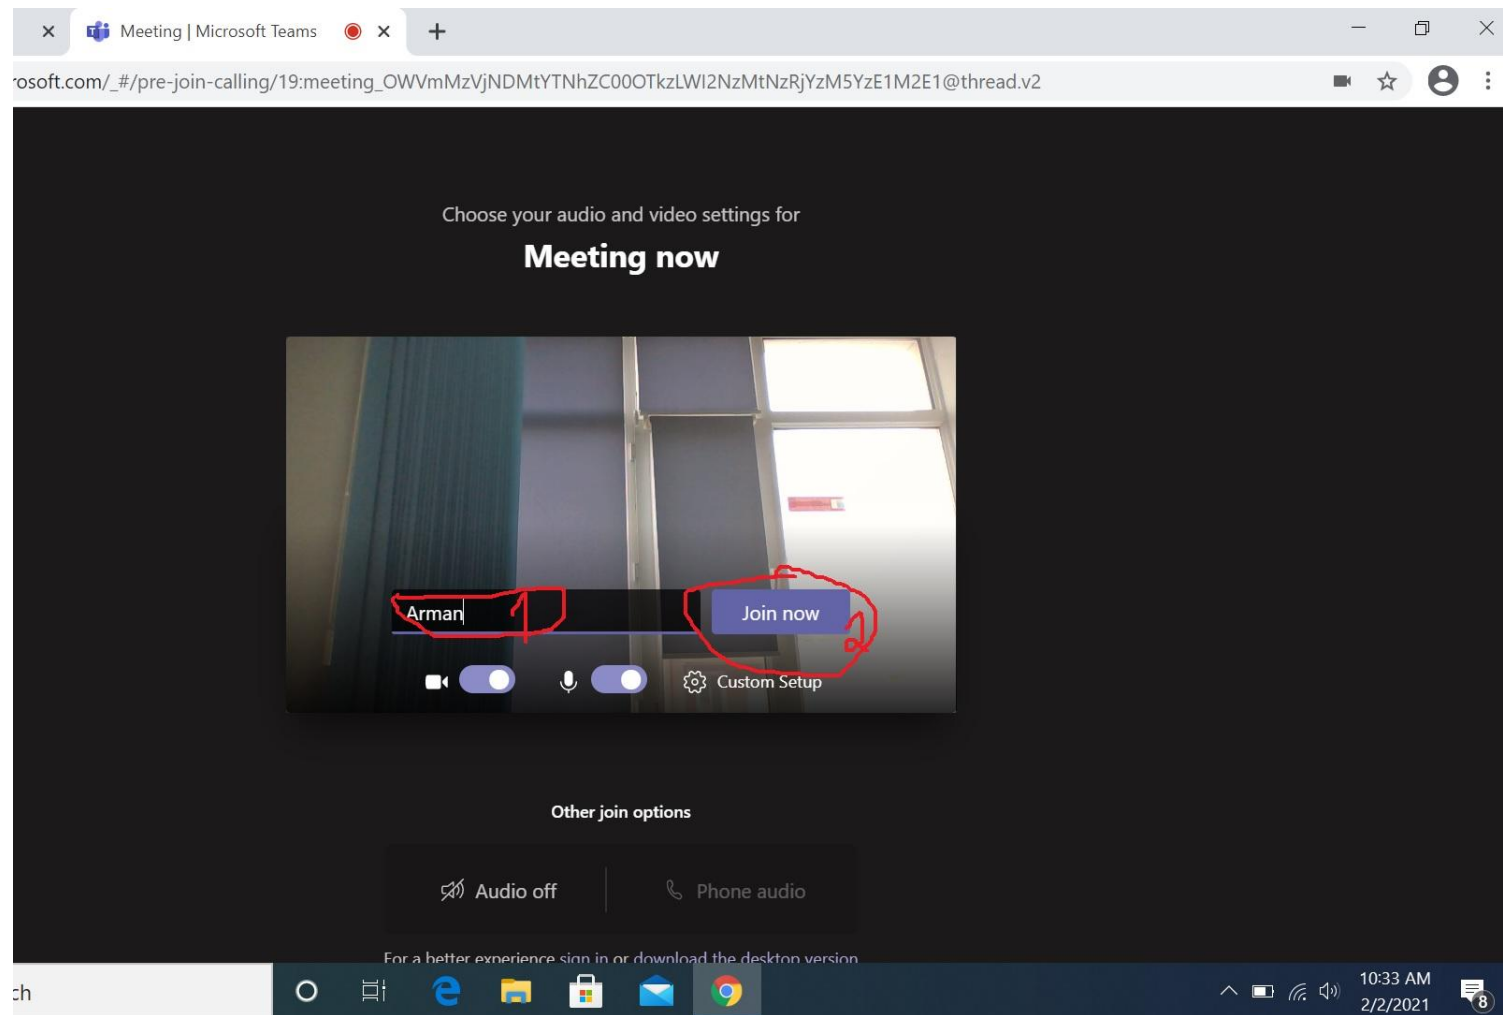 Meeting | Microsoft Teams
rosoft.com/_#/pre-join-calling/19:meeting_OWVmMzVjNDMtYTNhZC00OTkzLWI2NzMtNzRjYzM5YzE1M2E1@thread.v2
Choose your audio and video settings for
Meeting now
Arman 1 Join now 2
Custom Setup
Other join options
Audio off Phone audio
For a better experience sign in or download the desktop version
ch
10:33 AM
2/2/2021
8